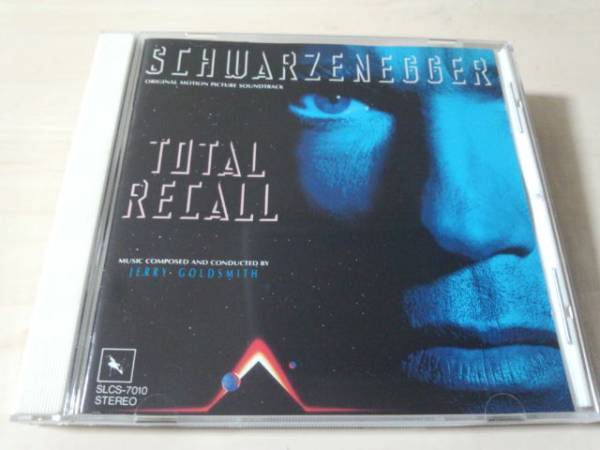 SCHWARZENEGGER
ORIGINAL MOTION PICTURE SOUNDTRACK
TOTAL
RECALL
MUSIC COMPOSED AND CONDUCTED BY
JERRY GOLDSMITH
SLCS-7010
STEREO